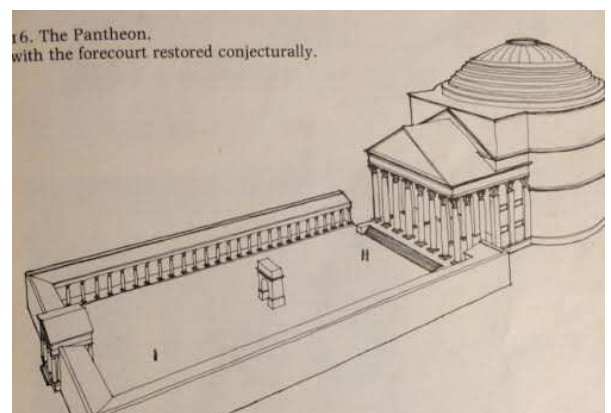 16. The Pantheon,
with the forecourt restored conjecturally.